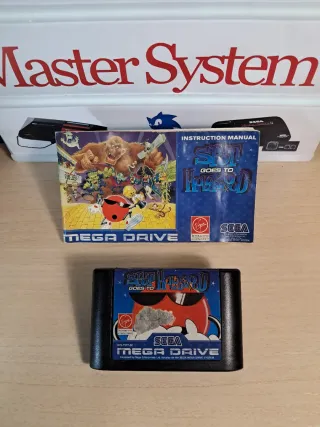 Master System
SEGA
INSTRUCTION MANUAL
SPOT
GOES TO
HOLLYWOOD
Virgin
MEGA DRIVE
SEGA
SPOT
GOES TO
HOLLYWOOD
Virgin
SEGA
MEGA DRIVE